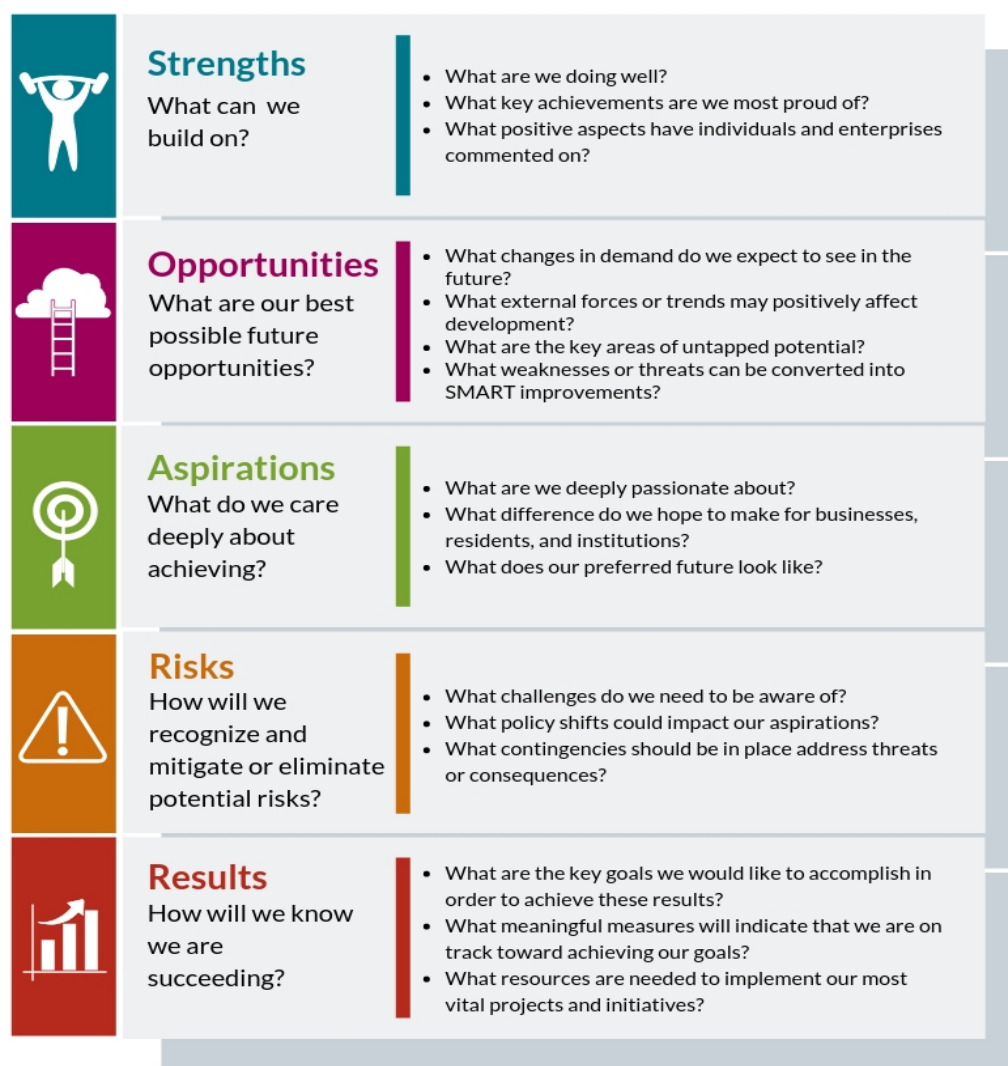 Strengths
What can we
build on?
• What are we doing well?
• What key achievements are we most proud of?
• What positive aspects have individuals and enterprises
commented on?
Opportunities
What are our best
possible future
opportunities?
• What changes in demand do we expect to see in the
future?
• What external forces or trends may positively affect
development?
• What are the key areas of untapped potential?
• What weaknesses or threats can be converted into
SMART improvements?
Aspirations
What do we care
deeply about
achieving?
• What are we deeply passionate about?
• What difference do we hope to make for businesses,
residents, and institutions?
• What does our preferred future look like?
Risks
How will we
recognize and
mitigate or eliminate
potential risks?
• What challenges do we need to be aware of?
• What policy shifts could impact our aspirations?
• What contingencies should be in place address threats
or consequences?
Results
How will we know
we are
succeeding?
• What are the key goals we would like to accomplish in
order to achieve these results?
• What meaningful measures will indicate that we are on
track toward achieving our goals?
• What resources are needed to implement our most
vital projects and initiatives?